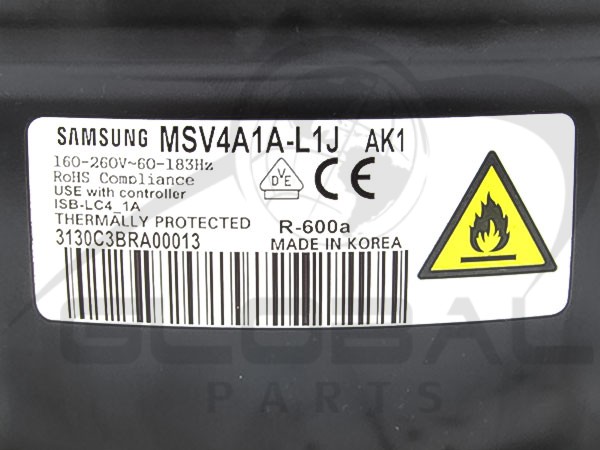 SAMSUNG MSV4A1A-L1J AK1
160-260V~60-183Hz
RoHS Compliance
USE with controller
ISB-LC4_1A
THERMALLY PROTECTED
3130C3BRA00013
VDE
CE
R-600a
MADE IN KOREA
GLOBAL
PARTS